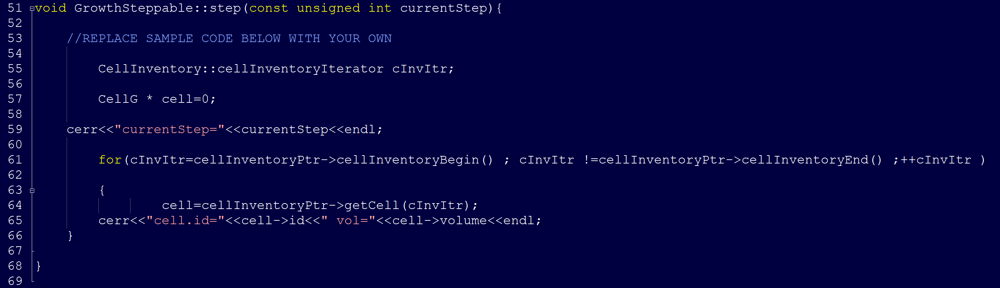 51 void GrowthSteppable::step(const unsigned int currentStep){
52
53 //REPLACE SAMPLE CODE BELOW WITH YOUR OWN
54
55 CellInventory::cellInventoryIterator cInvItr;
56
57 CellG * cell=0;
58
59 cerr<<"currentStep="<<currentStep<<endl;
60
61 for(cInvItr=cellInventoryPtr->cellInventoryBegin() ; cInvItr !=cellInventoryPtr->cellInventoryEnd() ;++cInvItr )
62
63 {
64 cell=cellInventoryPtr->getCell(cInvItr);
65 cerr<<"cell.id="<<cell->id<<" vol="<<cell->volume<<endl;
66 }
67
68 }
69